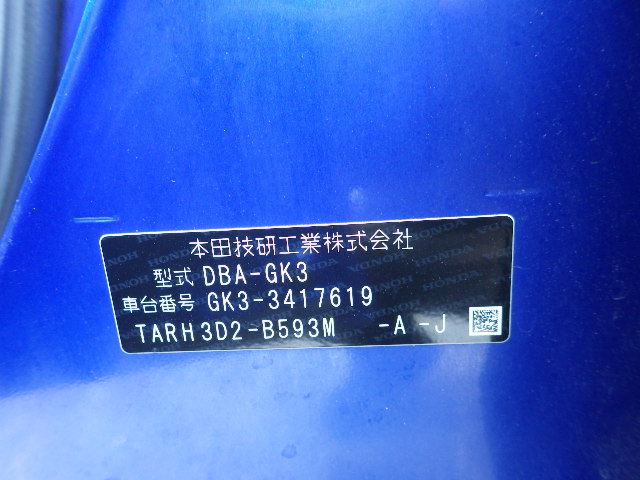 本田技研工業株式会社
型式 DBA-GK3
車台番号 GK3-3417619
TARH3D2-B593M -A -J